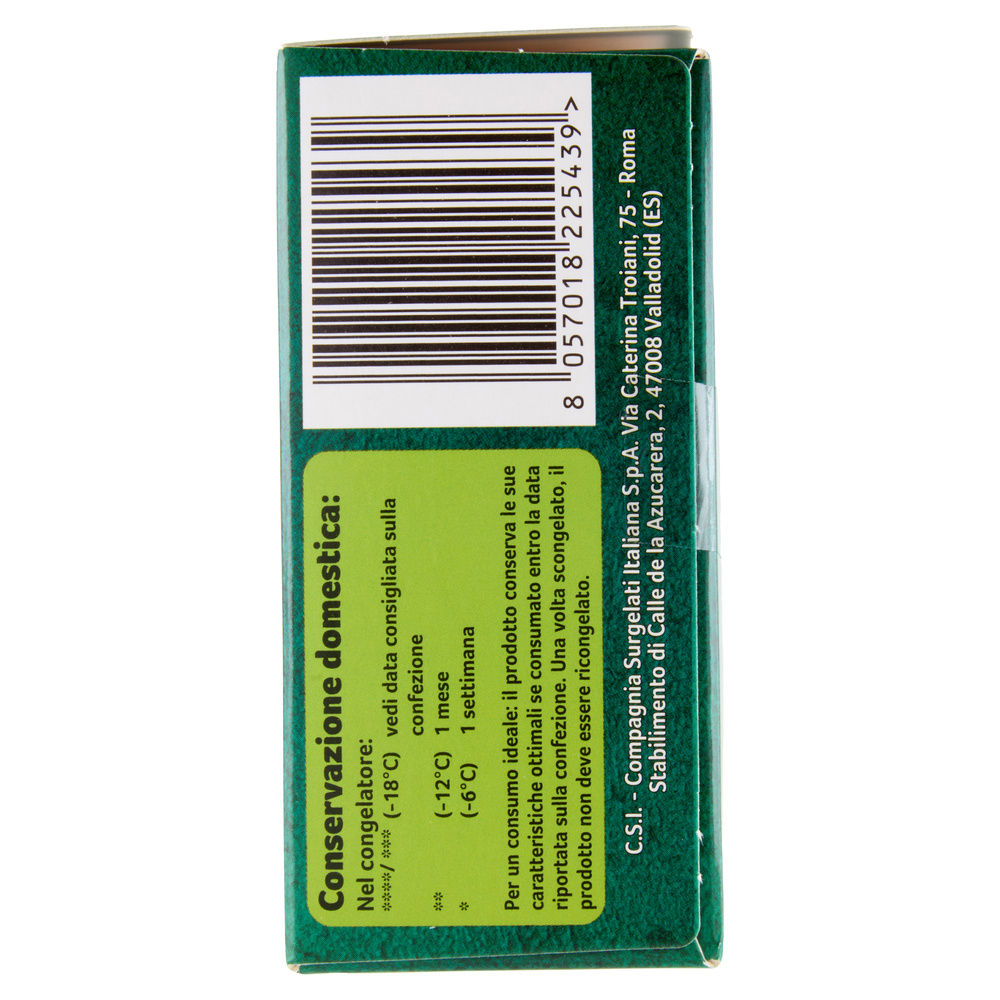 Conservazione domestica:
Nel congelatore:
****/*** (-18°C) vedi data consigliata sulla
confezione
** (-12°C) 1 mese
* (-6°C) 1 settimana
Per un consumo ideale: il prodotto conserva le sue
caratteristiche ottimali se consumato entro la data
riportata sulla confezione. Una volta scongelato, il
prodotto non deve essere ricongelato.
8 057018 225439 >
C.S.I. - Compagnia Surgelati Italiana S.p.A. Via Caterina Troiani, 75 - Roma
Stabilimento di Calle de la Azucarera, 2, 47008 Valladolid (ES)